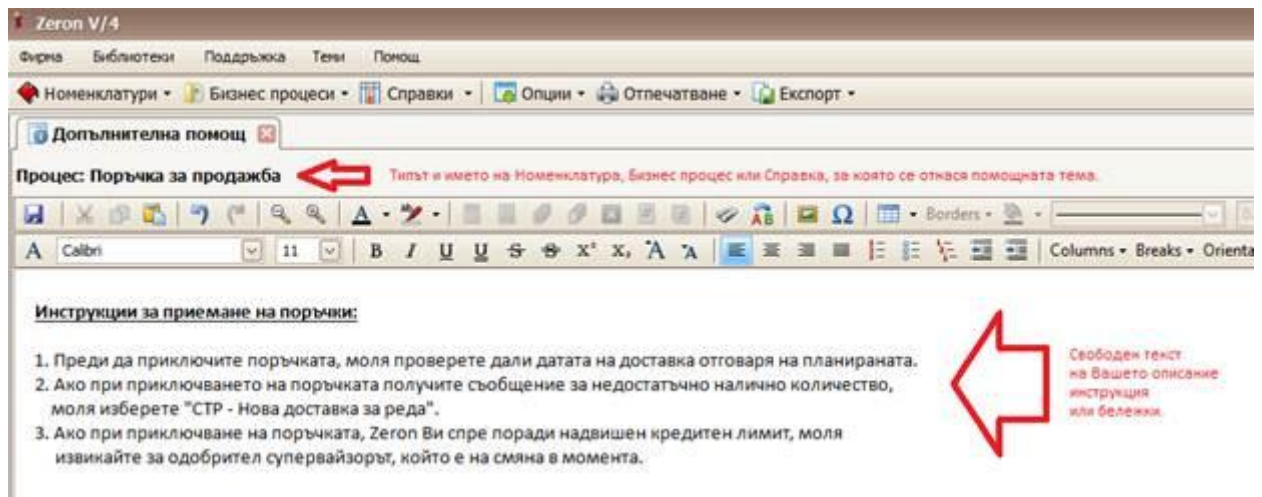 Zeron V/4
Фирма Библиотеки Поддръжка Теми Помощ
Номенклатури Бизнес процеси Справки Опции Отпечатване Експорт
Допълнителна помощ
Процес: Поръчка за продажба Типът и името на Номенклатура, Бизнес процес или Справка, за която се отнася помощната тема.
Borders
Calibri 11 Columns Breaks Orienta
Инструкции за приемане на поръчки:
1. Преди да приключите поръчката, моля проверете дали датата на доставка отговаря на планираната.
2. Ако при приключването на поръчката получите съобщение за недостатъчно налично количество,
моля изберете "СТР - Нова доставка за реда".
3. Ако при приключване на поръчката, Zeron Ви спре поради надвишен кредитен лимит, моля
извикайте за одобрител супервайзорът, който е на смяна в момента.
Свободен текст
на Вашето описание
инструкция
или бележки.